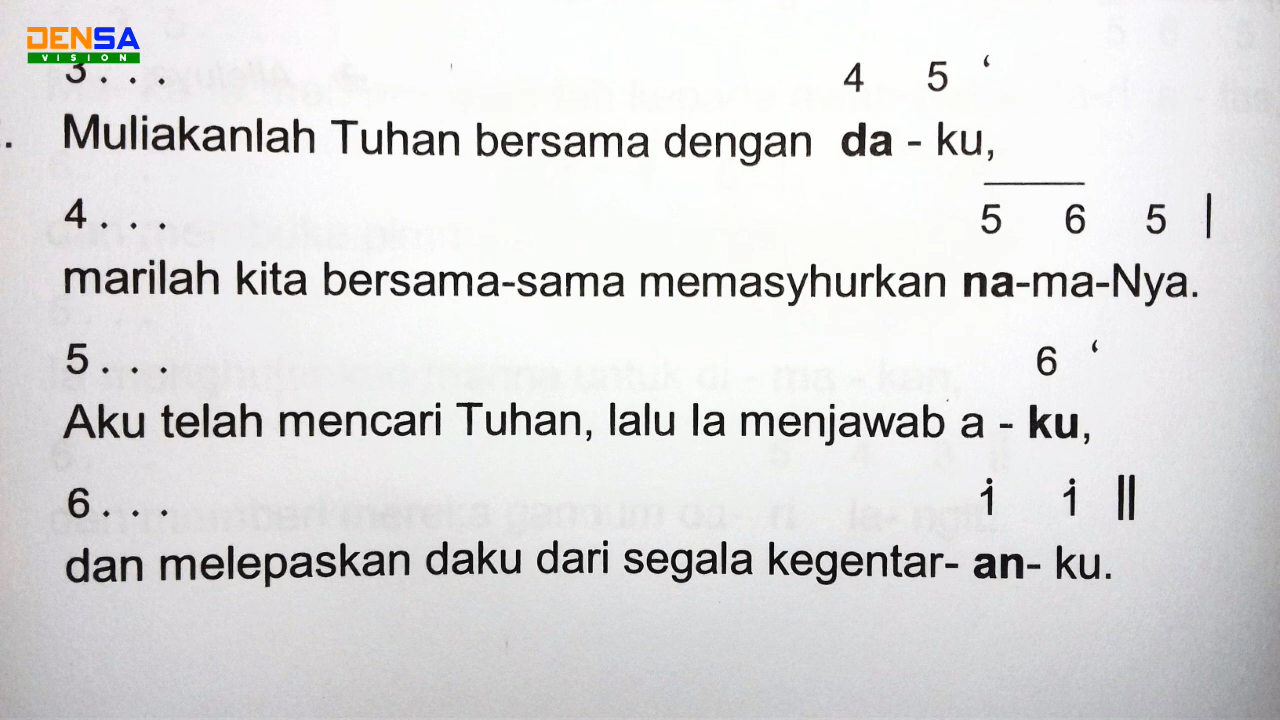 DENSA
VISION
3 . . . 4 5 ‘
. Muliakanlah Tuhan bersama dengan da - ku,
4 . . . 5 6 5 |
marilah kita bersama-sama memasyhurkan na-ma-Nya.
5 . . . 6 ‘
Aku telah mencari Tuhan, lalu Ia menjawab a - ku,
6 . . . i i ||
dan melepaskan daku dari segala kegentar- an- ku.